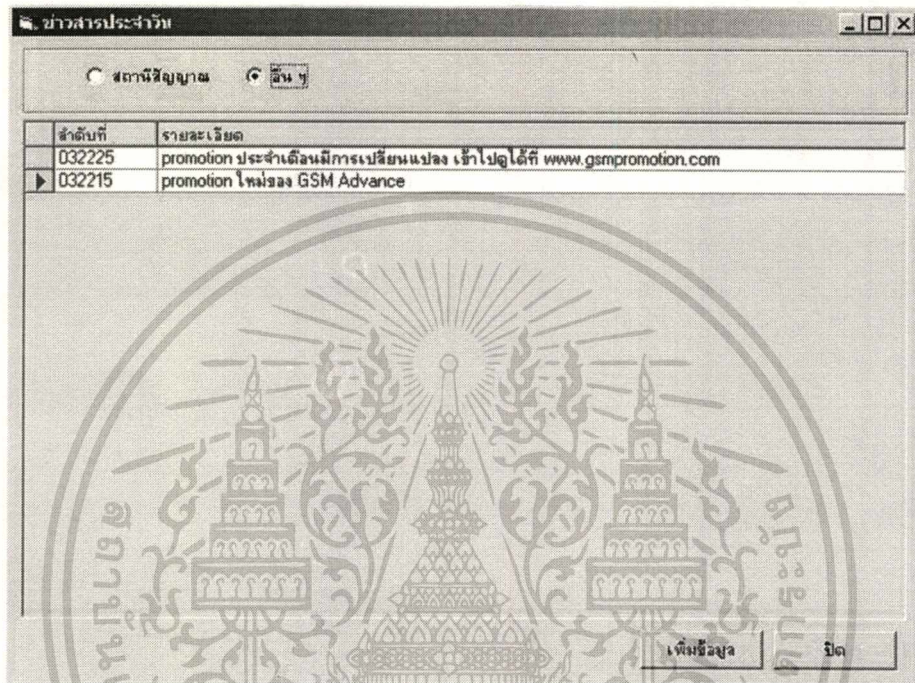 ข่าวสารประจำวัน
สถานีสัญญาณ อื่น ๆ
ลำดับที่ รายละเอียด
032225 promotion ประจำเดือนมีการเปลี่ยนแปลง เข้าไปดูได้ที่ www.gsmpromotion.com
032215 promotion ใหม่ของ GSM Advance
เพิ่มข้อมูล ปิด